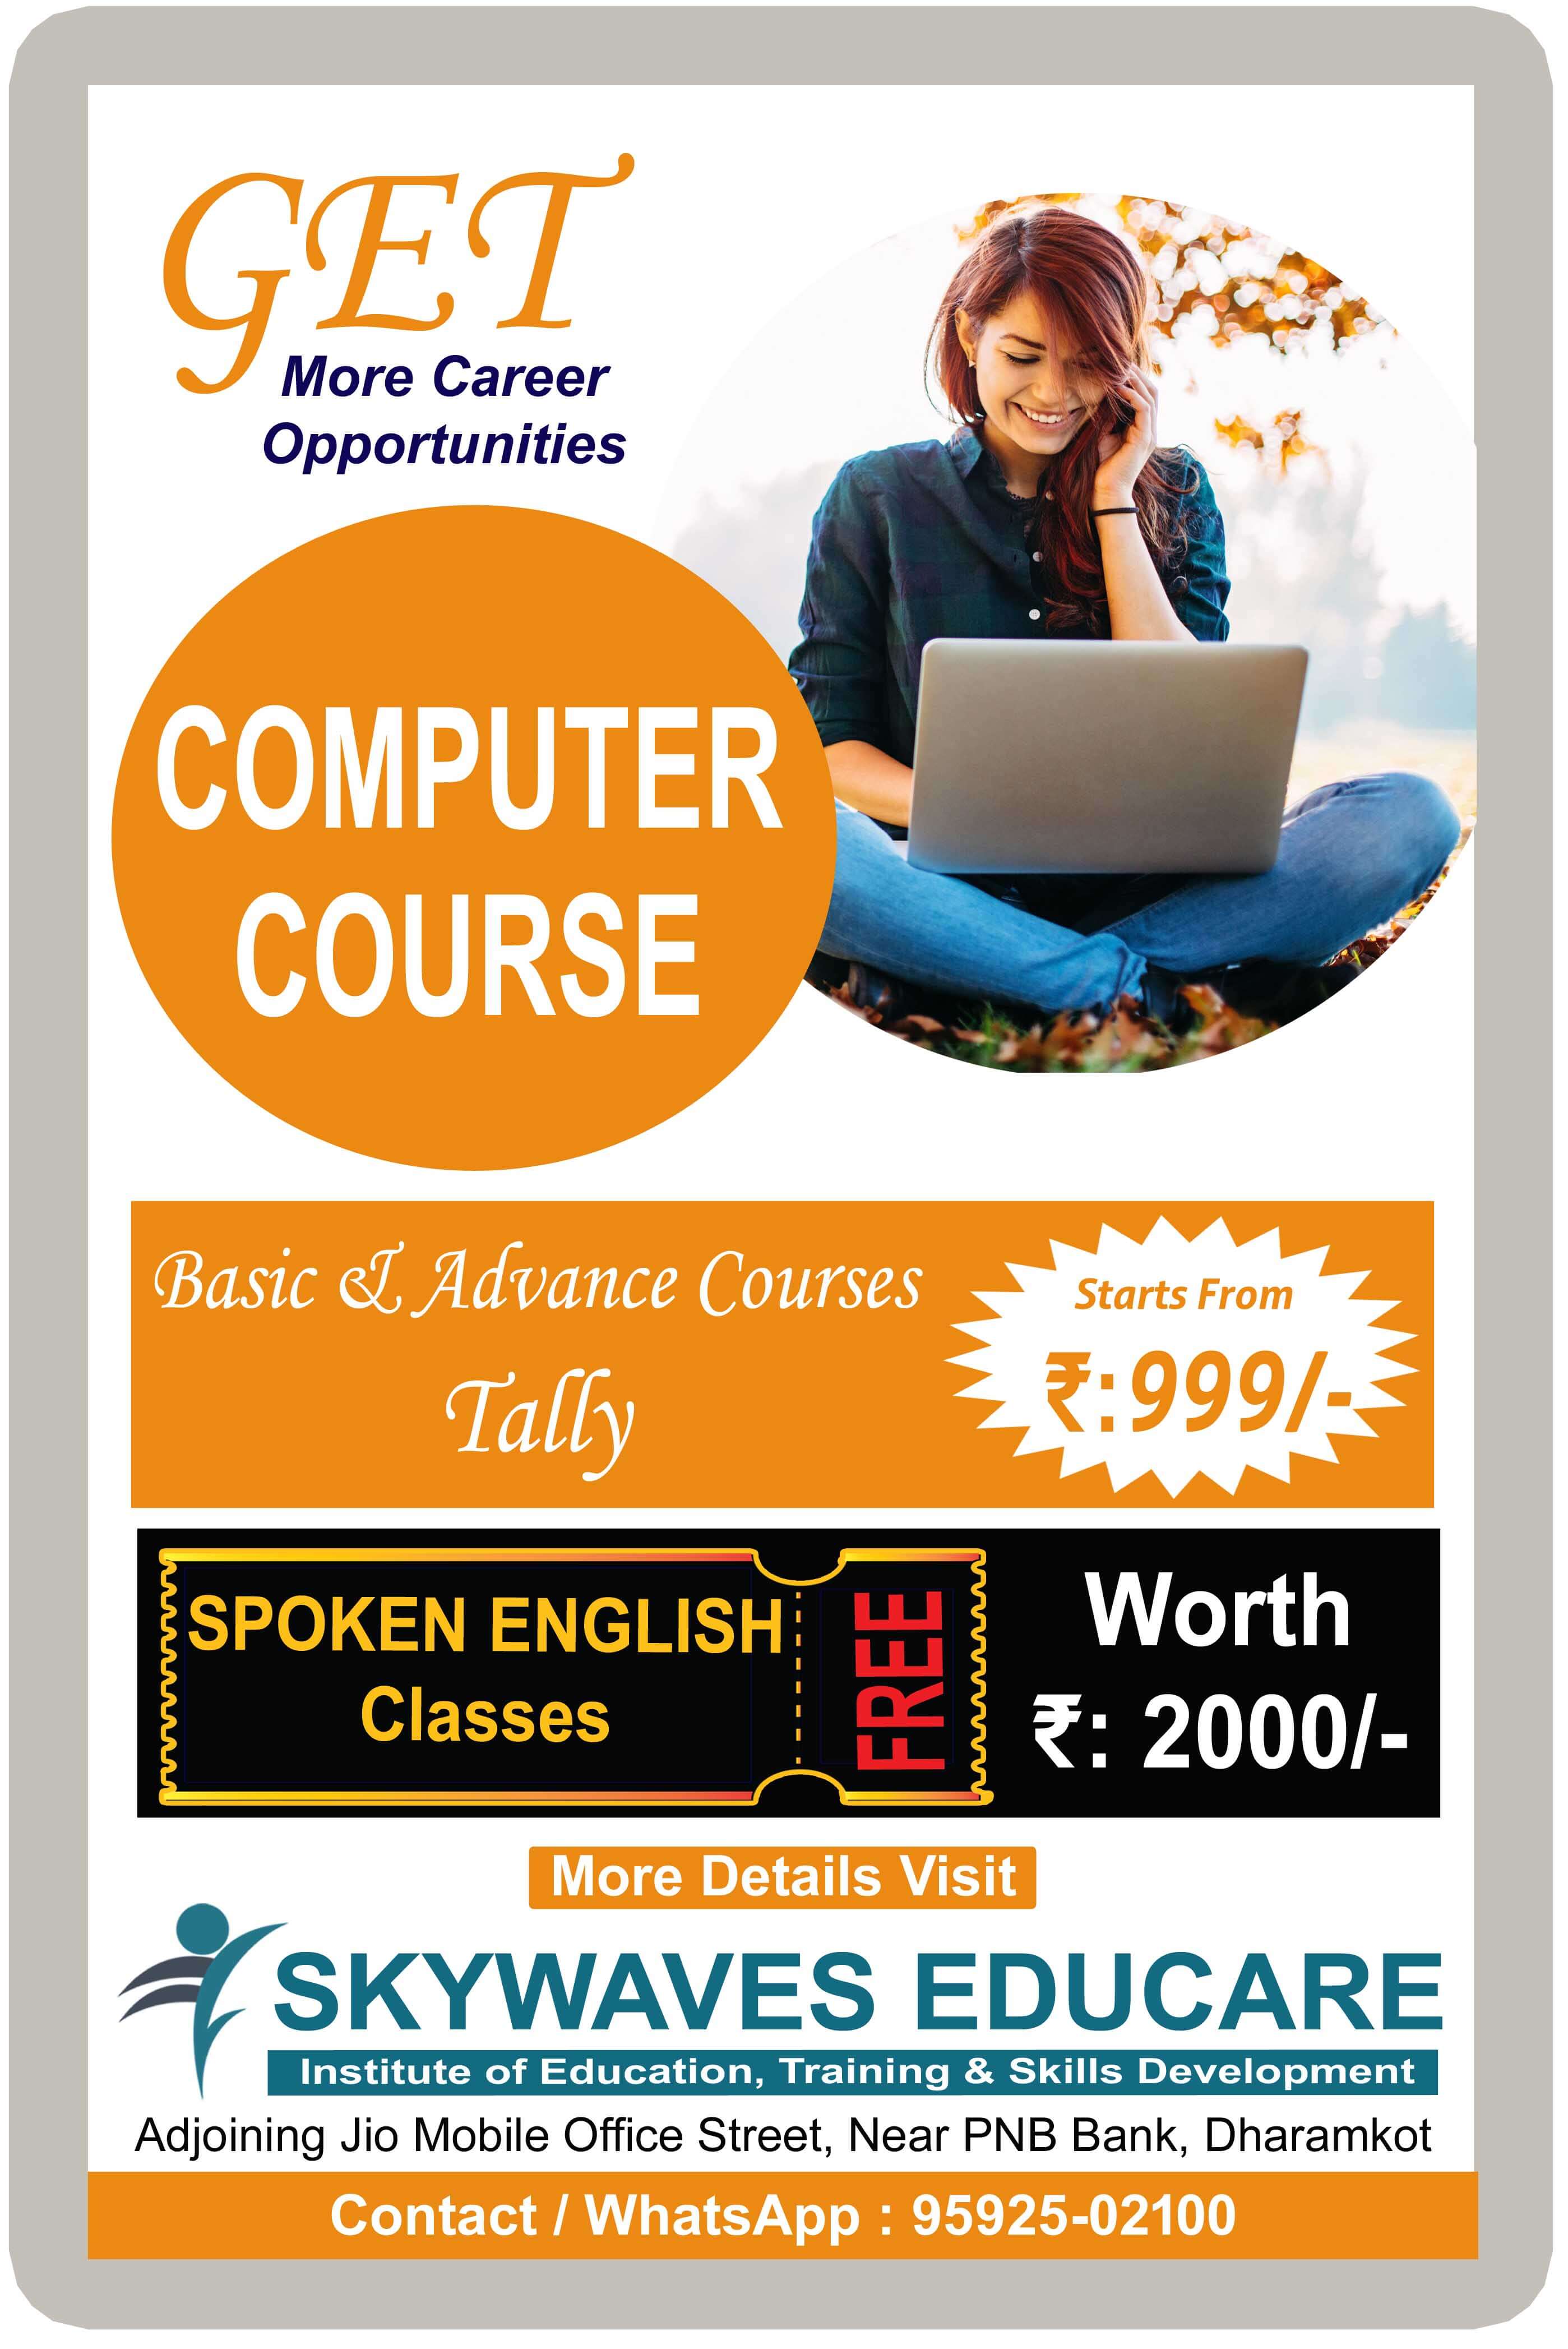 GET
More Career
Opportunities
COMPUTER
COURSE
Basic & Advance Courses
Tally
Starts From
₹:999/-
SPOKEN ENGLISH
Classes
FREE
Worth
₹: 2000/-
More Details Visit
SKYWAVES EDUCARE
Institute of Education, Training & Skills Development
Adjoining Jio Mobile Office Street, Near PNB Bank, Dharamkot
Contact / WhatsApp : 95925-02100